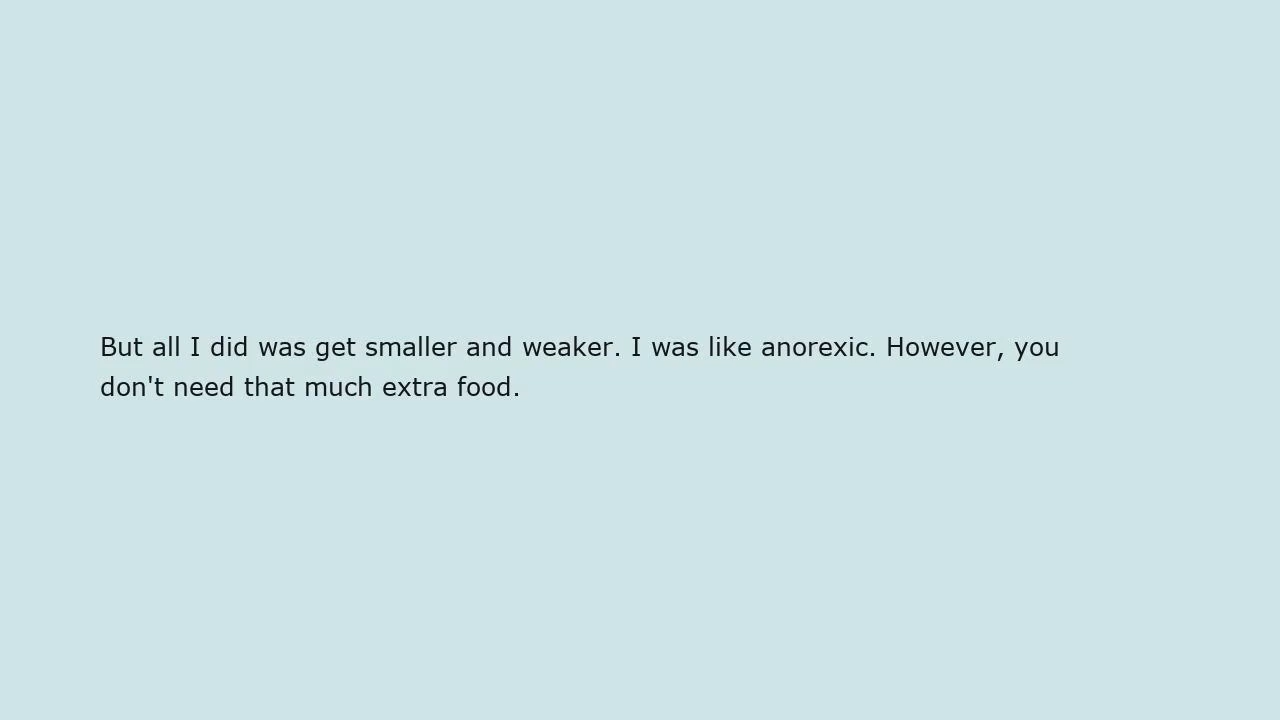 But all I did was get smaller and weaker. I was like anorexic. However, you
don't need that much extra food.